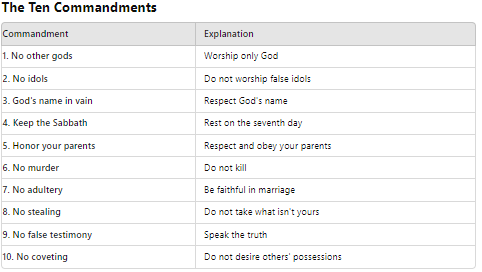 The Ten Commandments
Commandment Explanation
1. No other gods Worship only God
2. No idols Do not worship false idols
3. God's name in vain Respect God's name
4. Keep the Sabbath Rest on the seventh day
5. Honor your parents Respect and obey your parents
6. No murder Do not kill
7. No adultery Be faithful in marriage
8. No stealing Do not take what isn't yours
9. No false testimony Speak the truth
10. No coveting Do not desire others' possessions